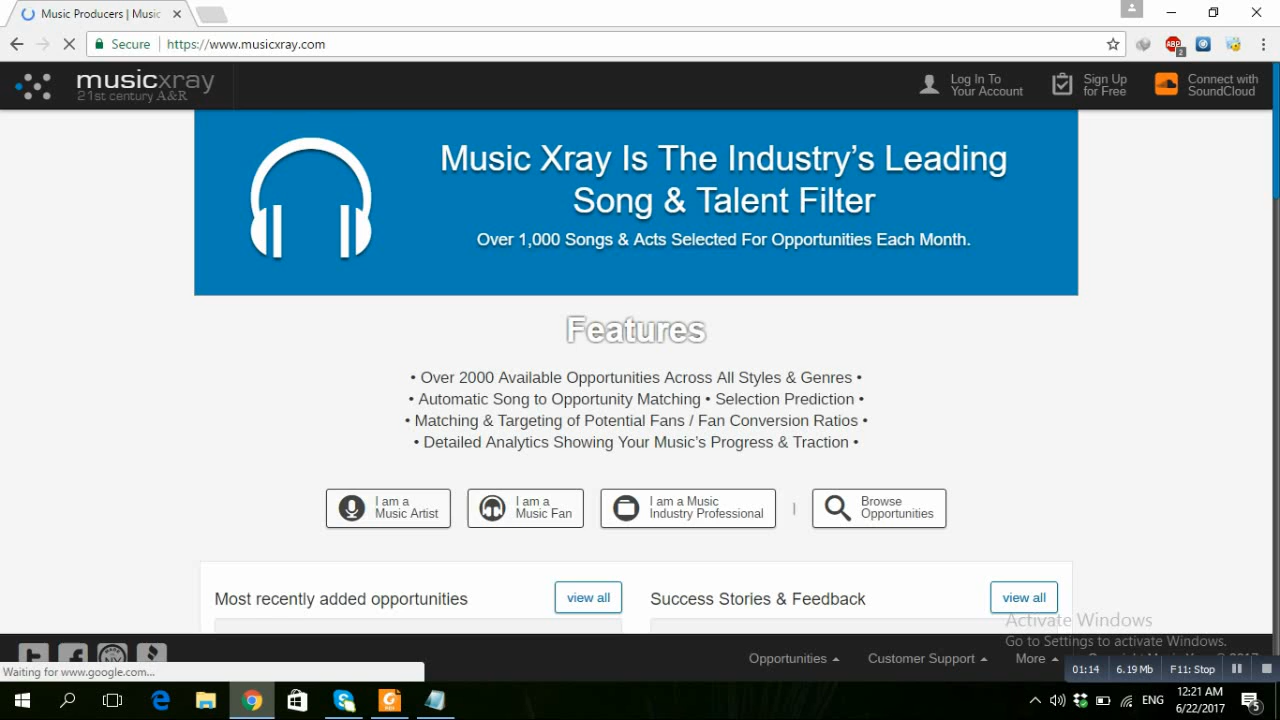 Music Producers | Music
Secure
https://www.musicxray.com
ABP
2
musicxray
21st century A&R
Log In To
Your Account
Sign Up
for Free
Connect with
SoundCloud
Music Xray Is The Industry's Leading
Song & Talent Filter
Over 1,000 Songs & Acts Selected For Opportunities Each Month.
Features
• Over 2000 Available Opportunities Across All Styles & Genres •
• Automatic Song to Opportunity Matching • Selection Prediction •
• Matching & Targeting of Potential Fans / Fan Conversion Ratios •
• Detailed Analytics Showing Your Music's Progress & Traction •
I am a
Music Artist
I am a
Music Fan
I am a Music
Industry Professional
|
Browse
Opportunities
Most recently added opportunities
view all
Success Stories & Feedback
view all
Activate Windows
Go to Settings to activate Windows.
Opportunities
Customer Support
More
Waiting for www.google.com...
01:14
6.19 Mb
F11: Stop
ENG
12:21 AM
6/22/2017
5